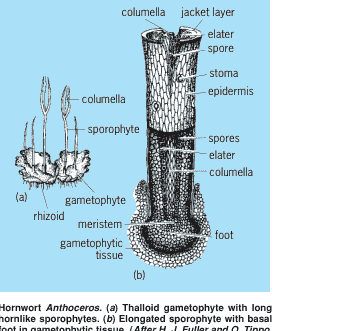 columella jacket layer
elater
spore
stoma
columella
epidermis
sporophyte
spores
elater
columella
gametophyte
(a)
rhizoid
meristem
foot
gametophytic
tissue
(b)
Hornwort Anthoceros. (a) Thalloid gametophyte with long
hornlike sporophytes. (b) Elongated sporophyte with basal
foot in gametophytic tissue. (After H. J. Fuller and O. Tippo,